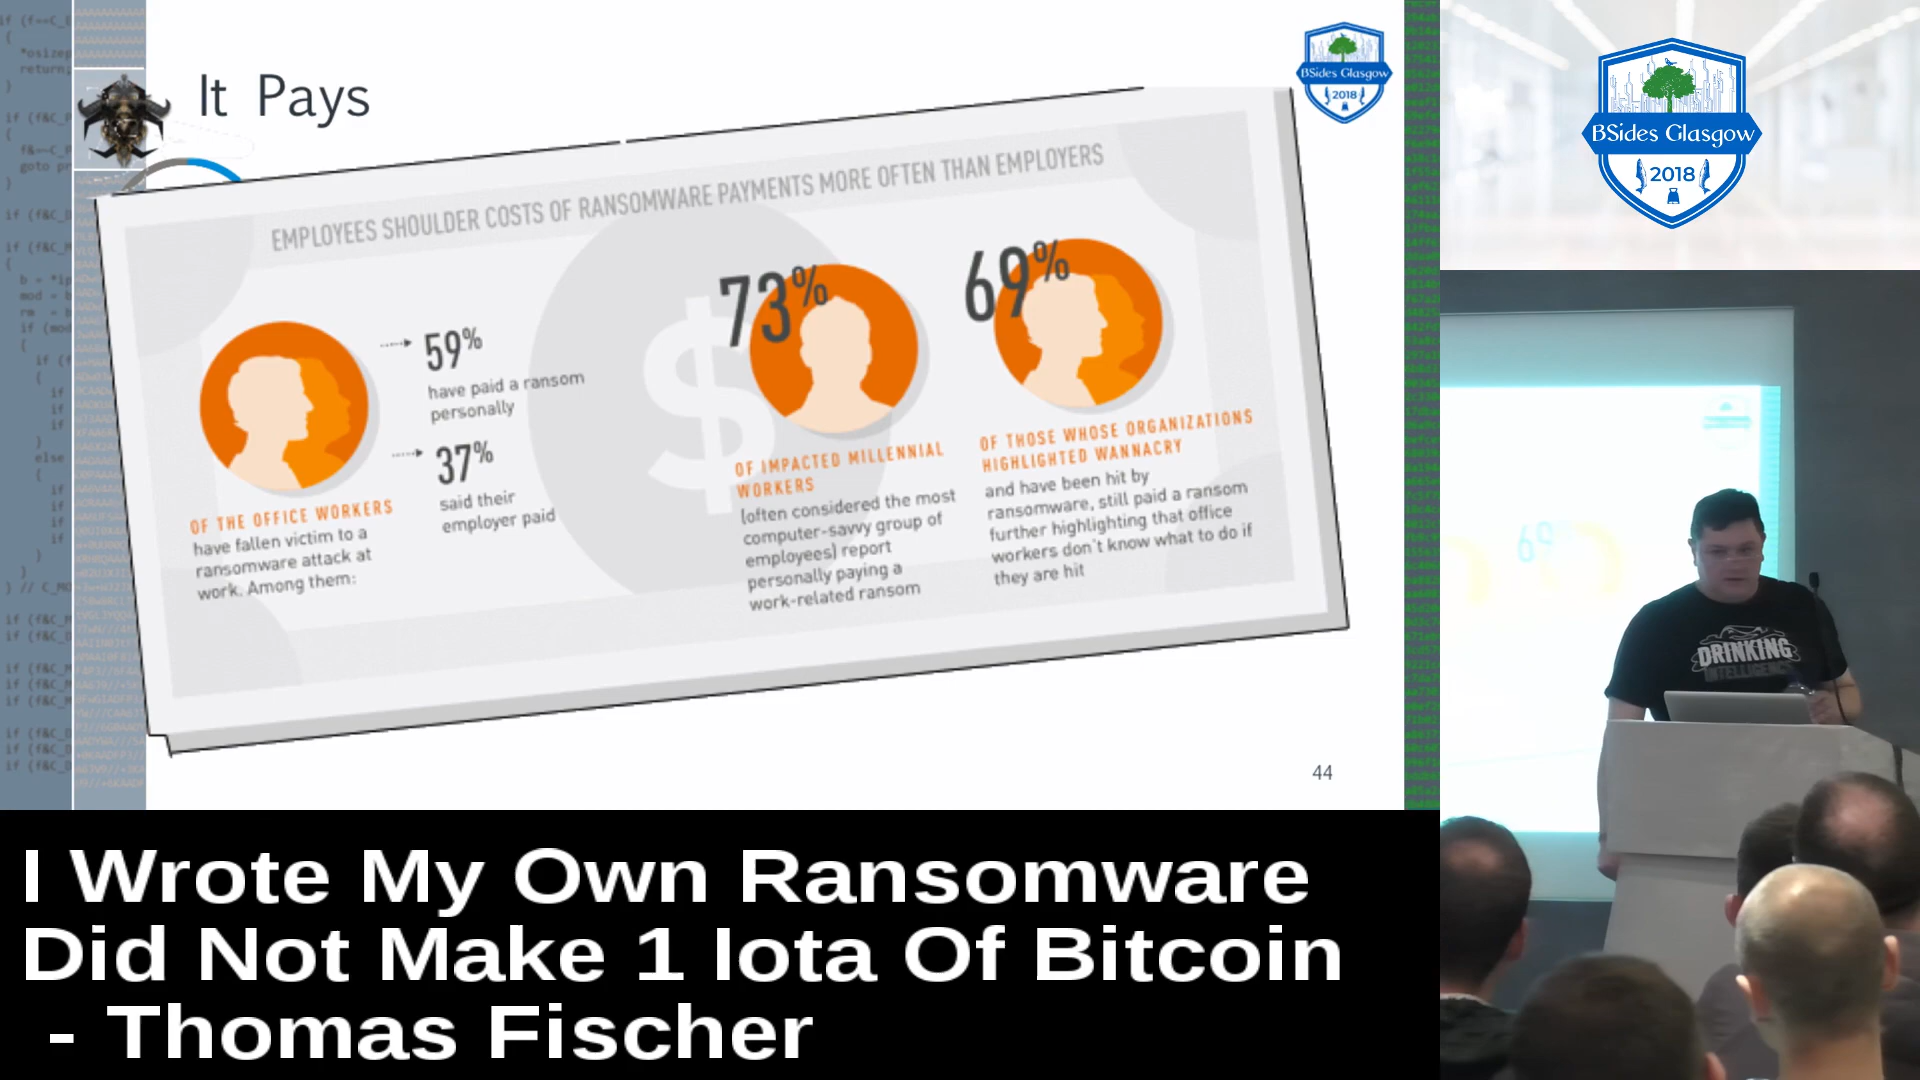 It Pays
BSides Glasgow
2018
EMPLOYEES SHOULDER COSTS OF RANSOMWARE PAYMENTS MORE OFTEN THAN EMPLOYERS
OF THE OFFICE WORKERS
have fallen victim to a
ransomware attack at
work. Among them:
59%
have paid a ransom
personally
37%
said their
employer paid
73%
OF IMPACTED MILLENNIAL
WORKERS
(often considered the most
computer-savvy group of
employees) report
personally paying a
work-related ransom
69%
OF THOSE WHOSE ORGANIZATIONS
HIGHLIGHTED WANNACRY
and have been hit by
ransomware, still paid a ransom
further highlighting that office
workers don't know what to do if
they are hit
44
BSides Glasgow
2018
69
DRINKING
INTELLIGENCE
I Wrote My Own Ransomware
Did Not Make 1 Iota Of Bitcoin
- Thomas Fischer